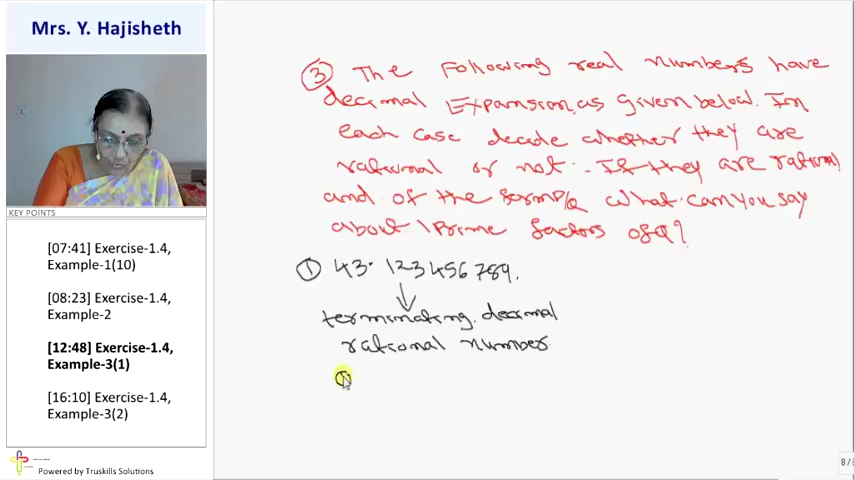 Mrs. Y. Hajisheth
KEY POINTS
[07:41] Exercise-1.4,
Example-1(10)
[08:23] Exercise-1.4,
Example-2
[12:48] Exercise-1.4,
Example-3(1)
[16:10] Exercise-1.4,
Example-3(2)
Powered by Truskills Solutions
③ The following real numbers have
decimal Expansion, as given below. In
each case decide whether they are
rational or not. If they are rational
and of the form P/Q what can you say
about prime factors of Q?
① 43.123456789.
terminating decimal
rational number.
8/8